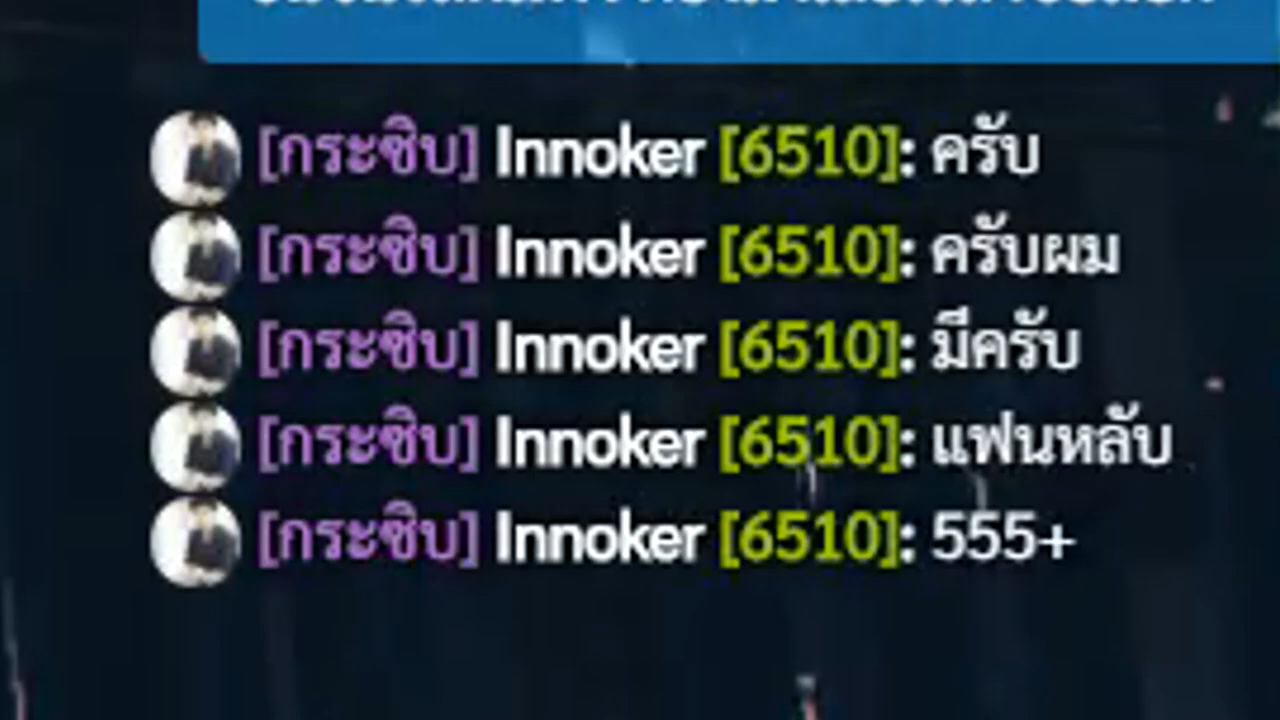 [กระซิบ] Innoker [6510]: ครับ
[กระซิบ] Innoker [6510]: ครับผม
[กระซิบ] Innoker [6510]: มีครับ
[กระซิบ] Innoker [6510]: แฟนหลับ
[กระซิบ] Innoker [6510]: 555+